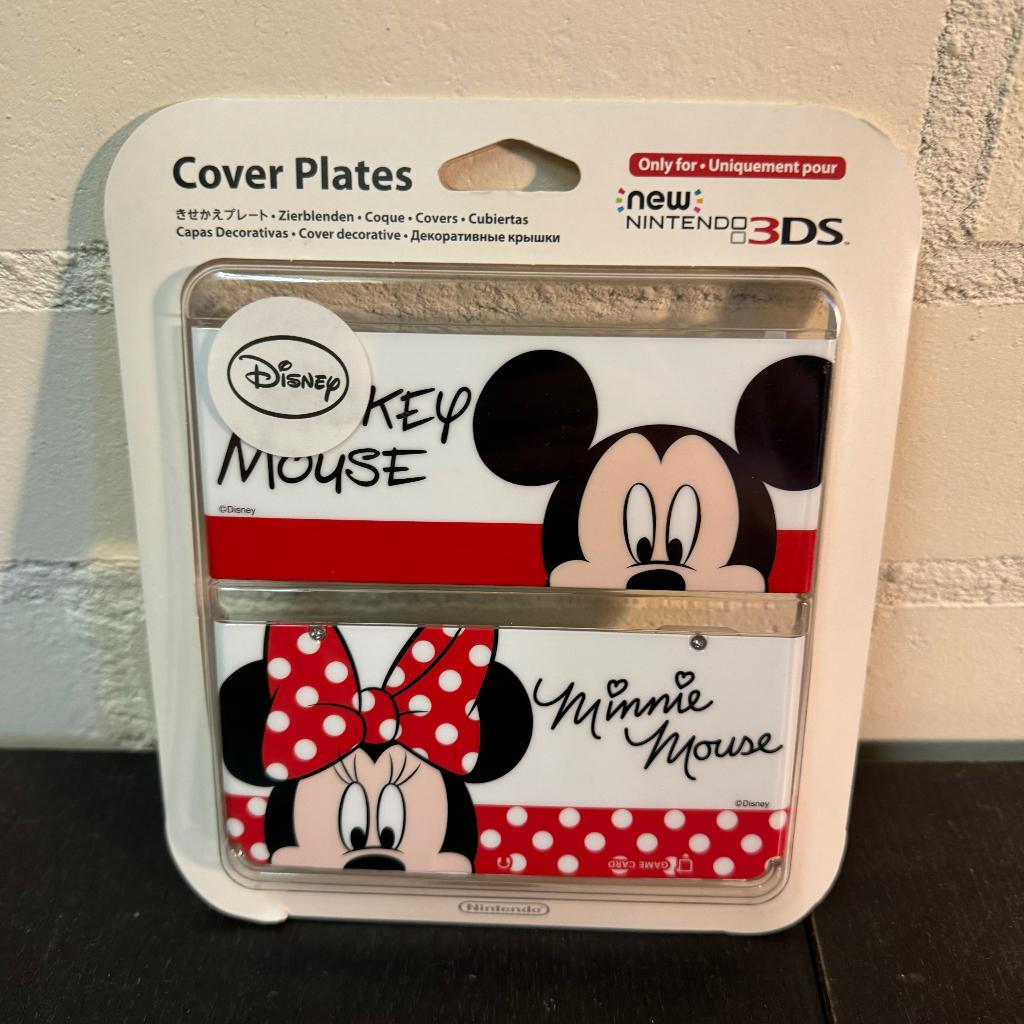 Cover Plates
きせかえプレート • Zierblenden • Coque • Covers • Cubiertas
Capas Decorativas • Cover decorative • Декоративные крышки
Only for • Uniquement pour
new
NINTENDO 3DS™
Disney
KEY
MOUSE
©Disney
Minnie
Mouse
©Disney
GAME CARD
Nintendo